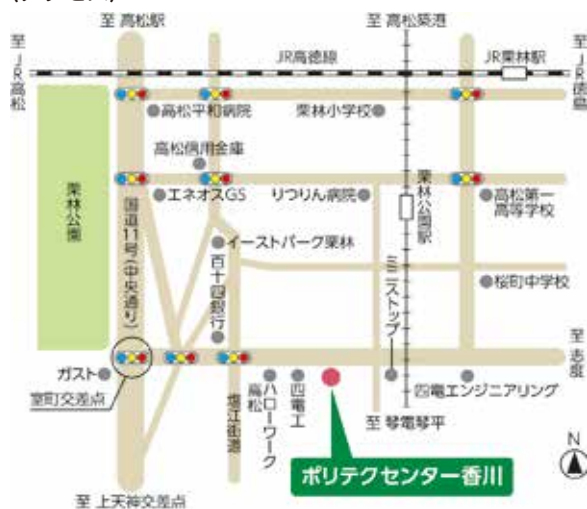 至 高松駅
至 高松築港
至 JR高松
JR高徳線
JR栗林駅
至 JR徳島
高松平和病院
栗林小学校
高松信用金庫
栗林公園
国道11号(中央通り)
エネオスGS
りつりん病院
栗林公園駅
高松第一
高等学校
イーストパーク栗林
百十四銀行
ミニストップ
桜町中学校
至 志度
ガスト
室町交差点
塩江街道
ハローワーク
高松
四電工
四電エンジニアリング
至 琴電琴平
ポリテクセンター香川
至 上天神交差点
N